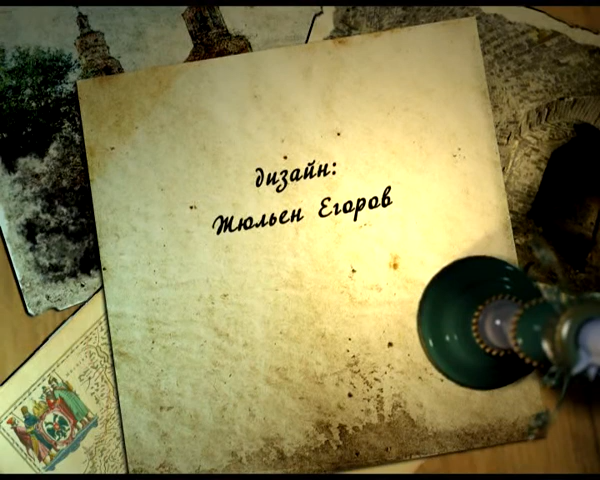 дизайн:
Жюльен Егоров